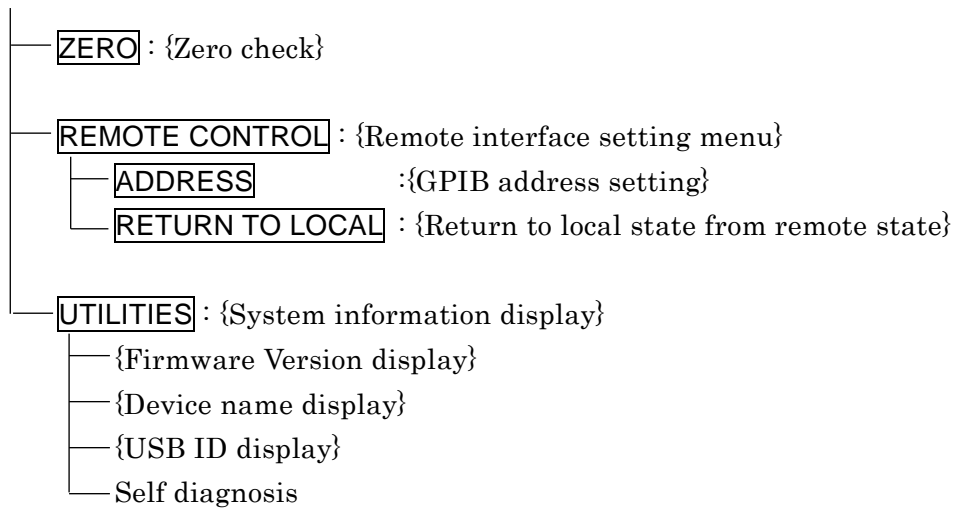 ZERO : {Zero check}
REMOTE CONTROL : {Remote interface setting menu}
ADDRESS :{GPIB address setting}
RETURN TO LOCAL : {Return to local state from remote state}
UTILITIES : {System information display}
{Firmware Version display}
{Device name display}
{USB ID display}
Self diagnosis